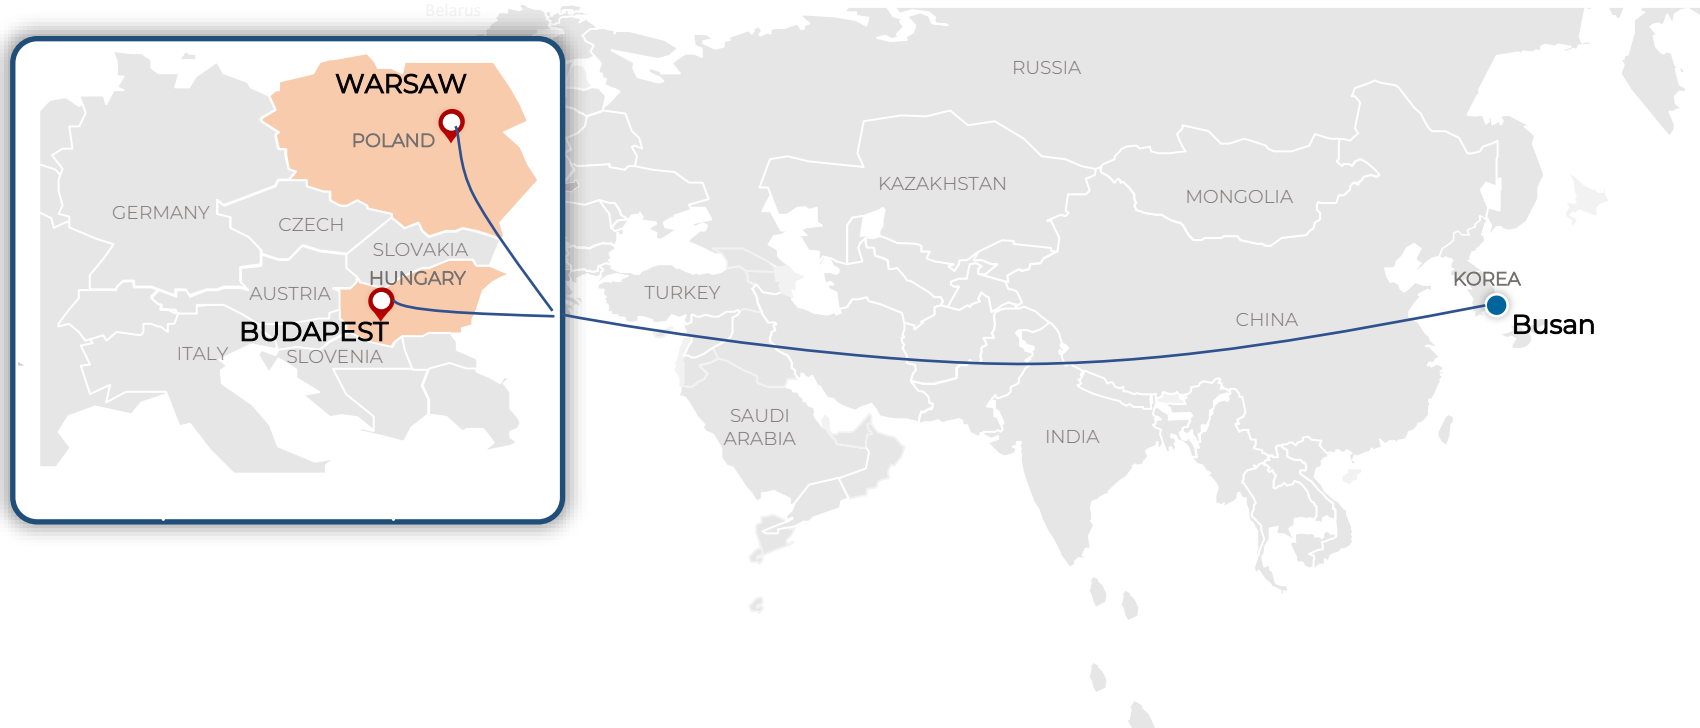 Belarus
WARSAW
POLAND
GERMANY
CZECH
SLOVAKIA
HUNGARY
AUSTRIA
BUDAPEST
ITALY
SLOVENIA
RUSSIA
KAZAKHSTAN
MONGOLIA
TURKEY
KOREA
CHINA
Busan
SAUDI
ARABIA
INDIA